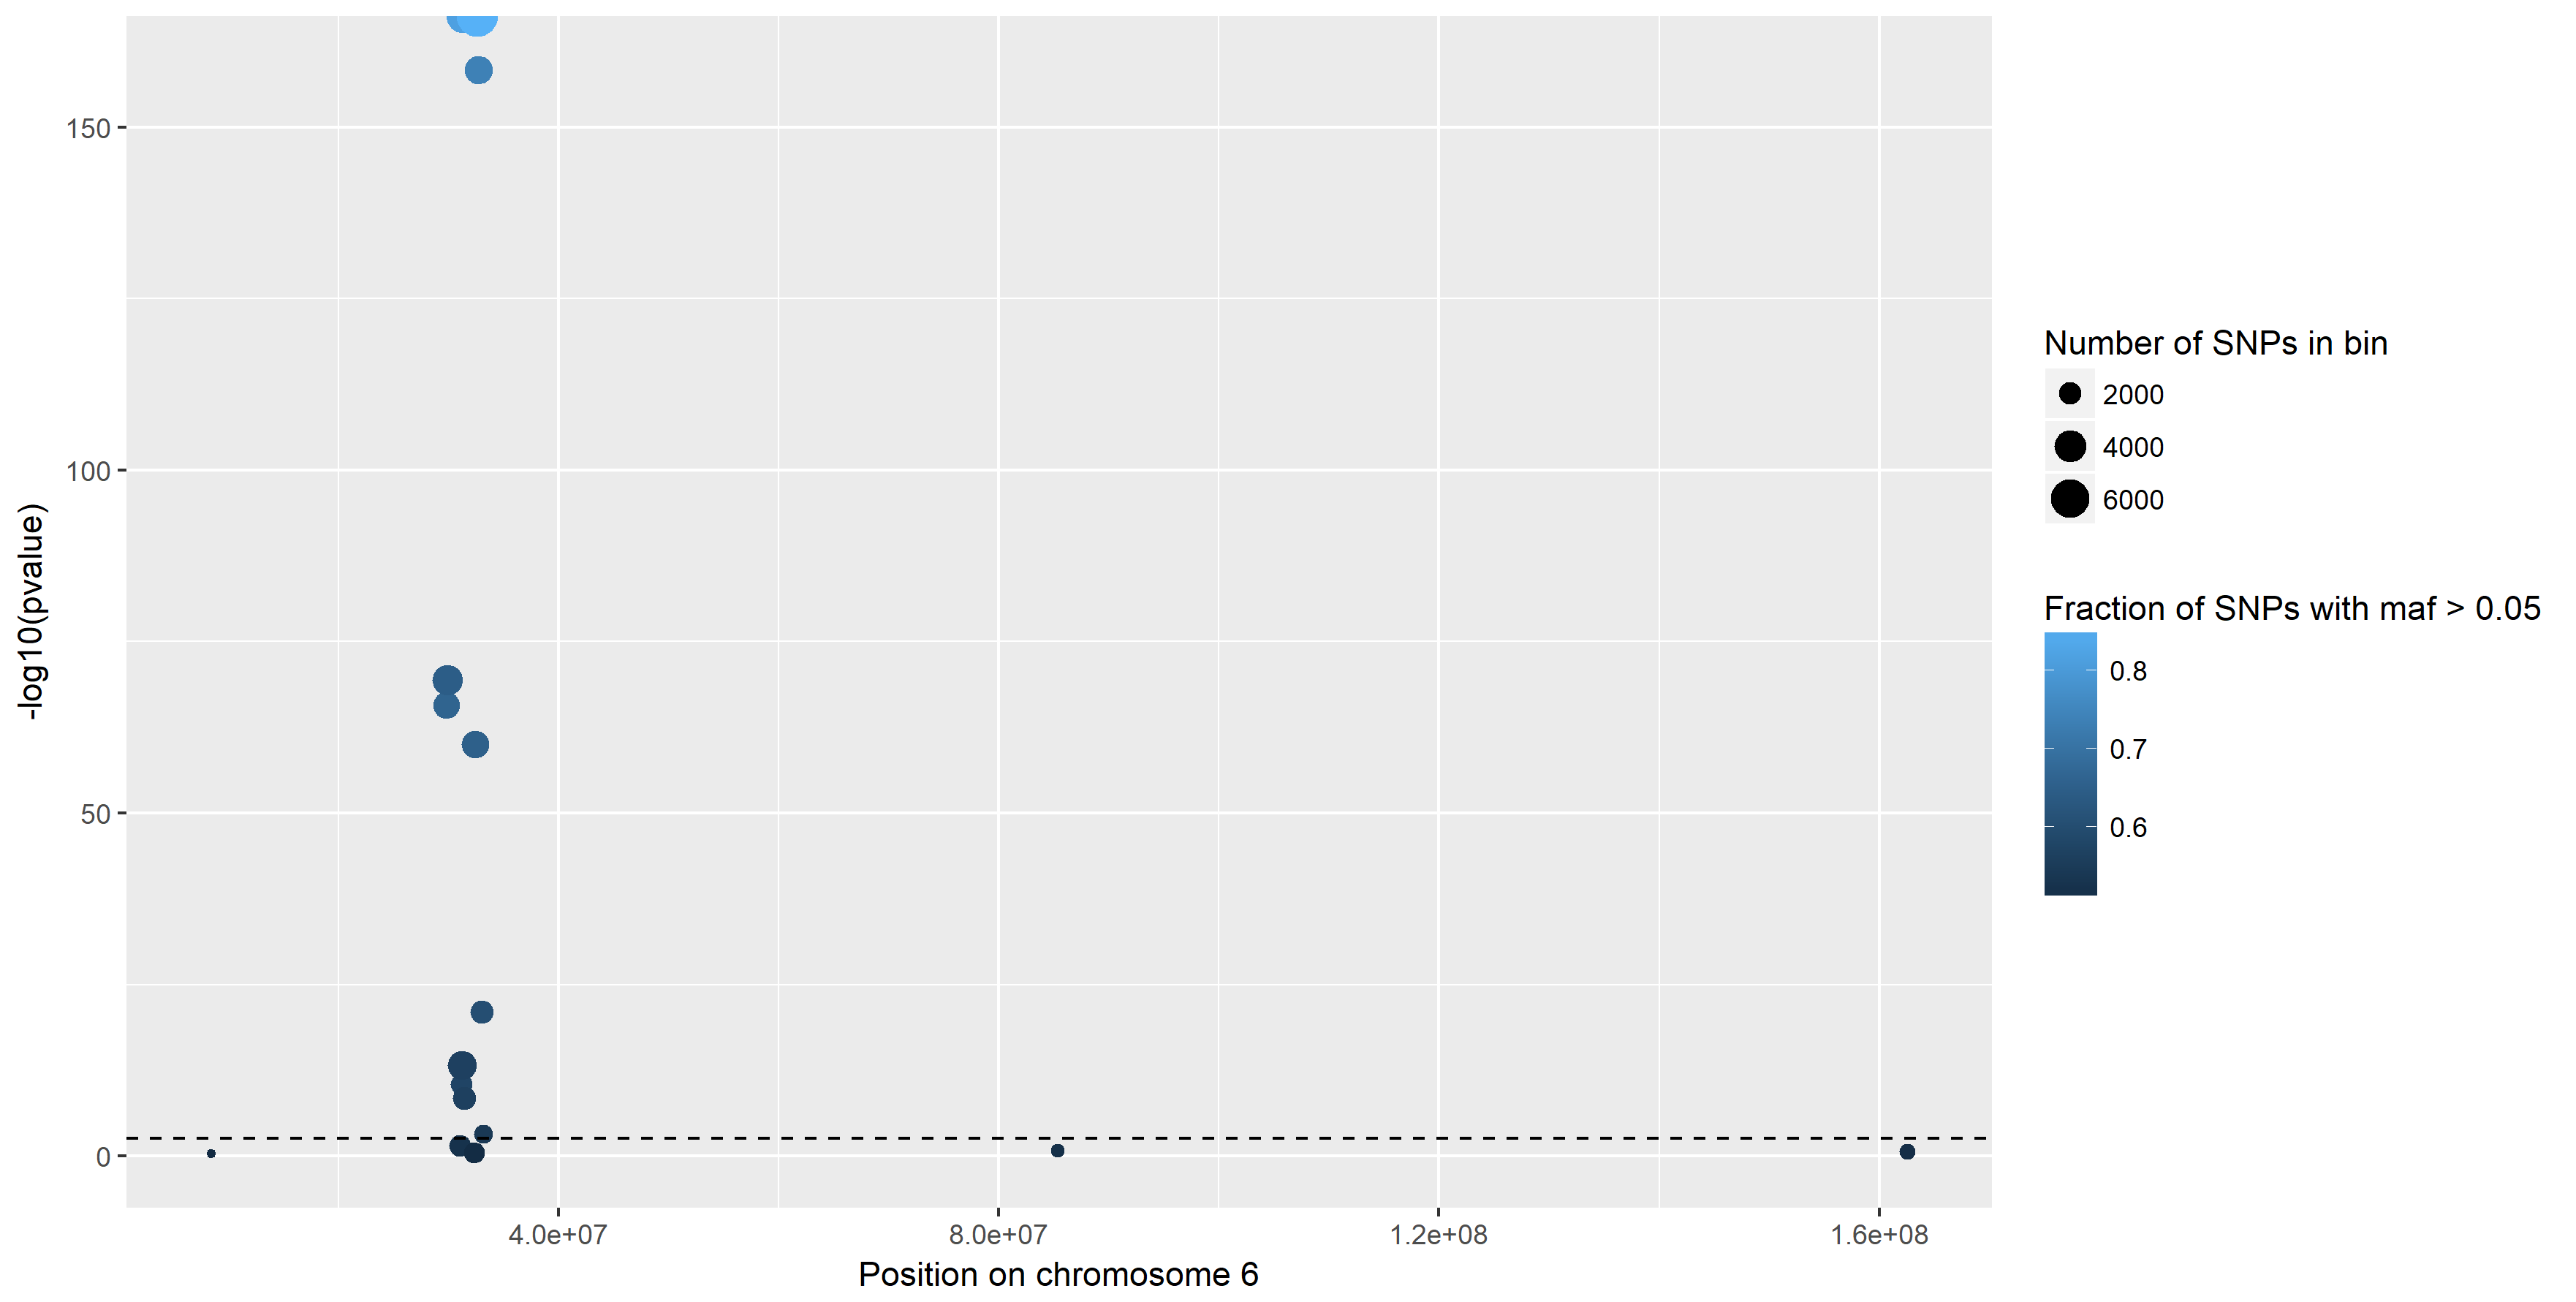 150
100
50
0
-log10(pvalue)
4.0e+07
8.0e+07
1.2e+08
1.6e+08
Position on chromosome 6
Number of SNPs in bin
2000
4000
6000
Fraction of SNPs with maf > 0.05
0.8
0.7
0.6